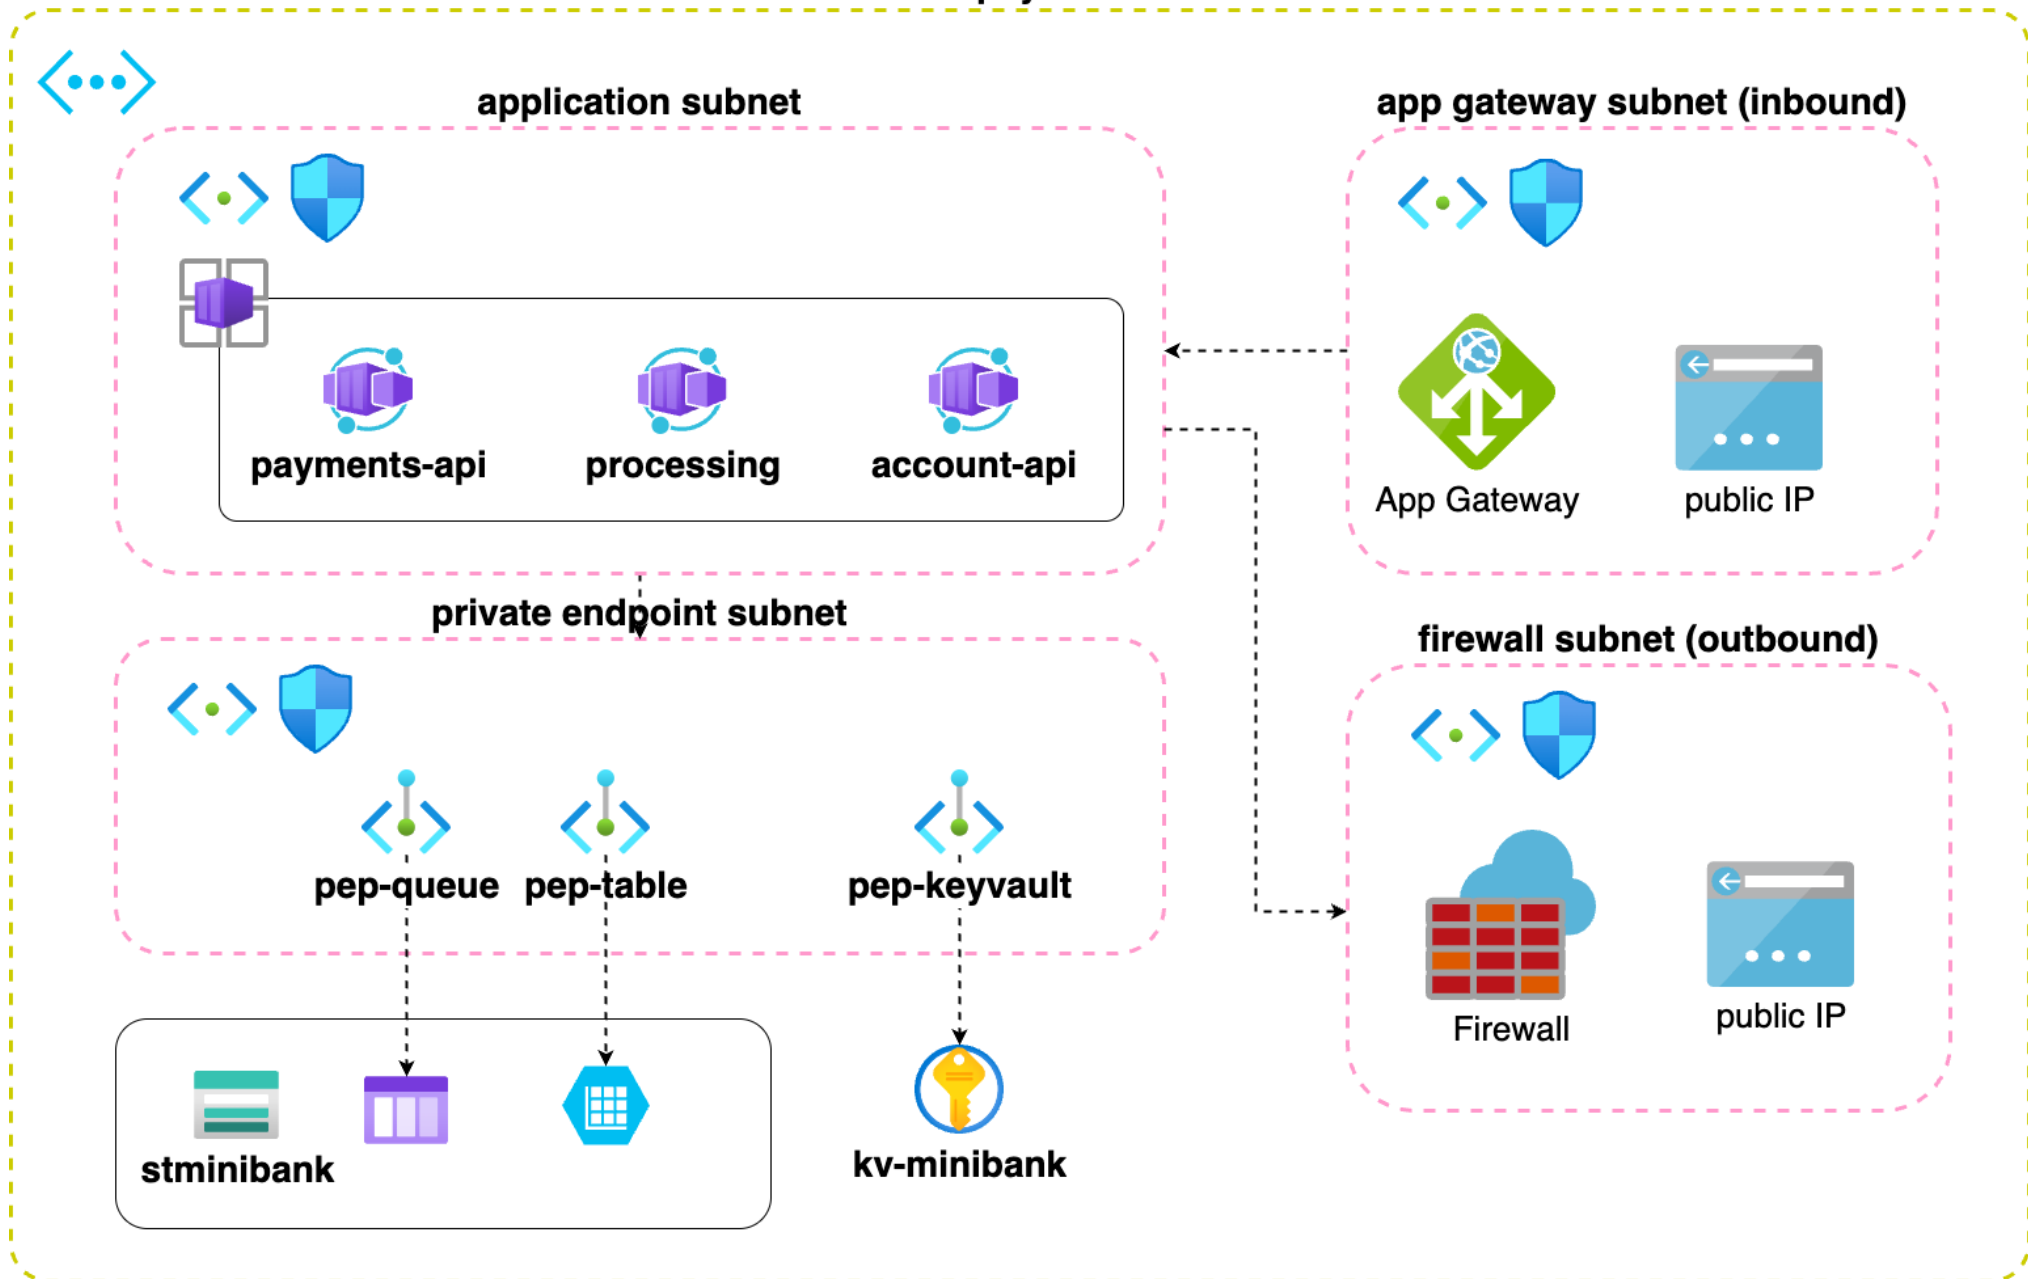 application subnet
app gateway subnet (inbound)
payments-api
processing
account-api
App Gateway
public IP
private endpoint subnet
firewall subnet (outbound)
pep-queue
pep-table
pep-keyvault
Firewall
public IP
stminibank
kv-minibank